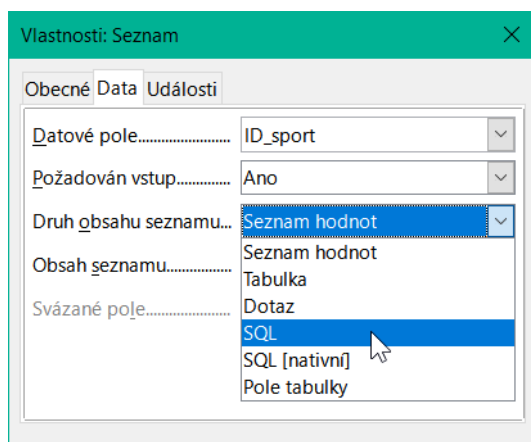 Vlastnosti: Seznam
Obecné Data Události
Datové pole........................ ID_sport
Požadován vstup.............. Ano
Druh obsahu seznamu... Seznam hodnot
Seznam hodnot
Obsah seznamu................. Tabulka
Dotaz
Svázané pole.....................
SQL
SQL [nativní]
Pole tabulky